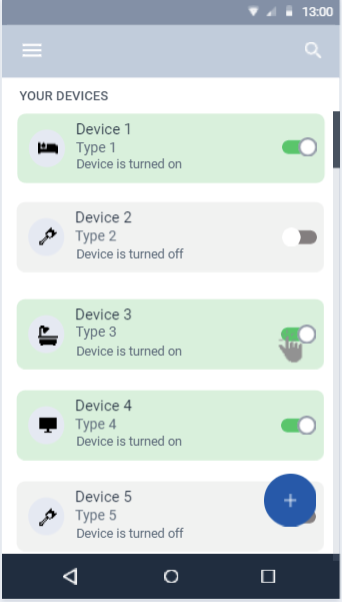 13:00
YOUR DEVICES
Device 1
Type 1
Device is turned on
Device 2
Type 2
Device is turned off
Device 3
Type 3
Device is turned on
Device 4
Type 4
Device is turned on
Device 5
Type 5
Device is turned off